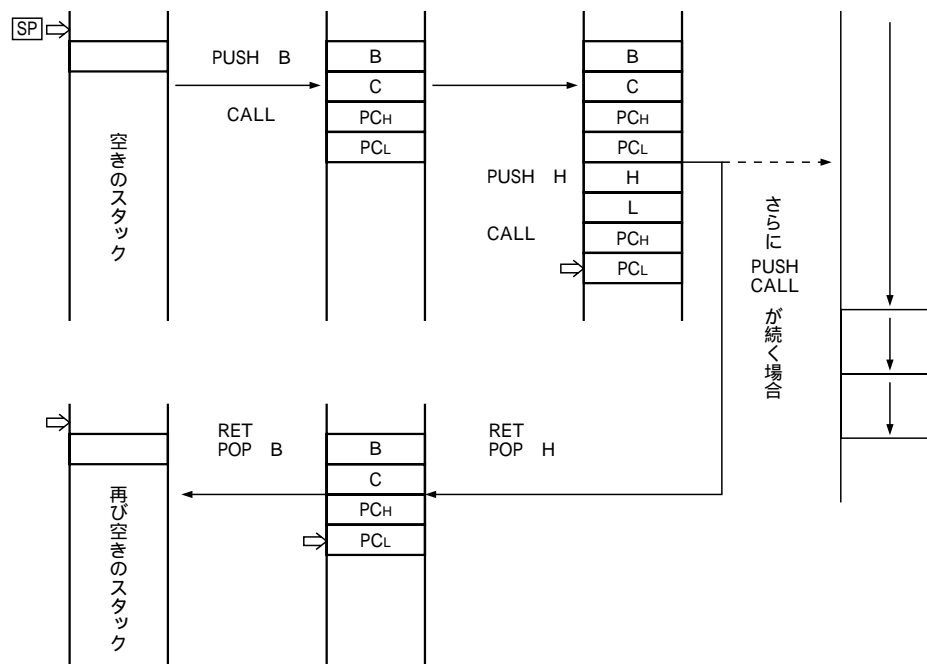 SP
空きのスタック
PUSH B
CALL
B
C
PCH
PCL
PUSH H
CALL
B
C
PCH
PCL
H
L
PCH
PCL
さらに
PUSH
CALL
が続く場合
再び空きのスタック
RET
POP B
B
C
PCH
PCL
RET
POP H